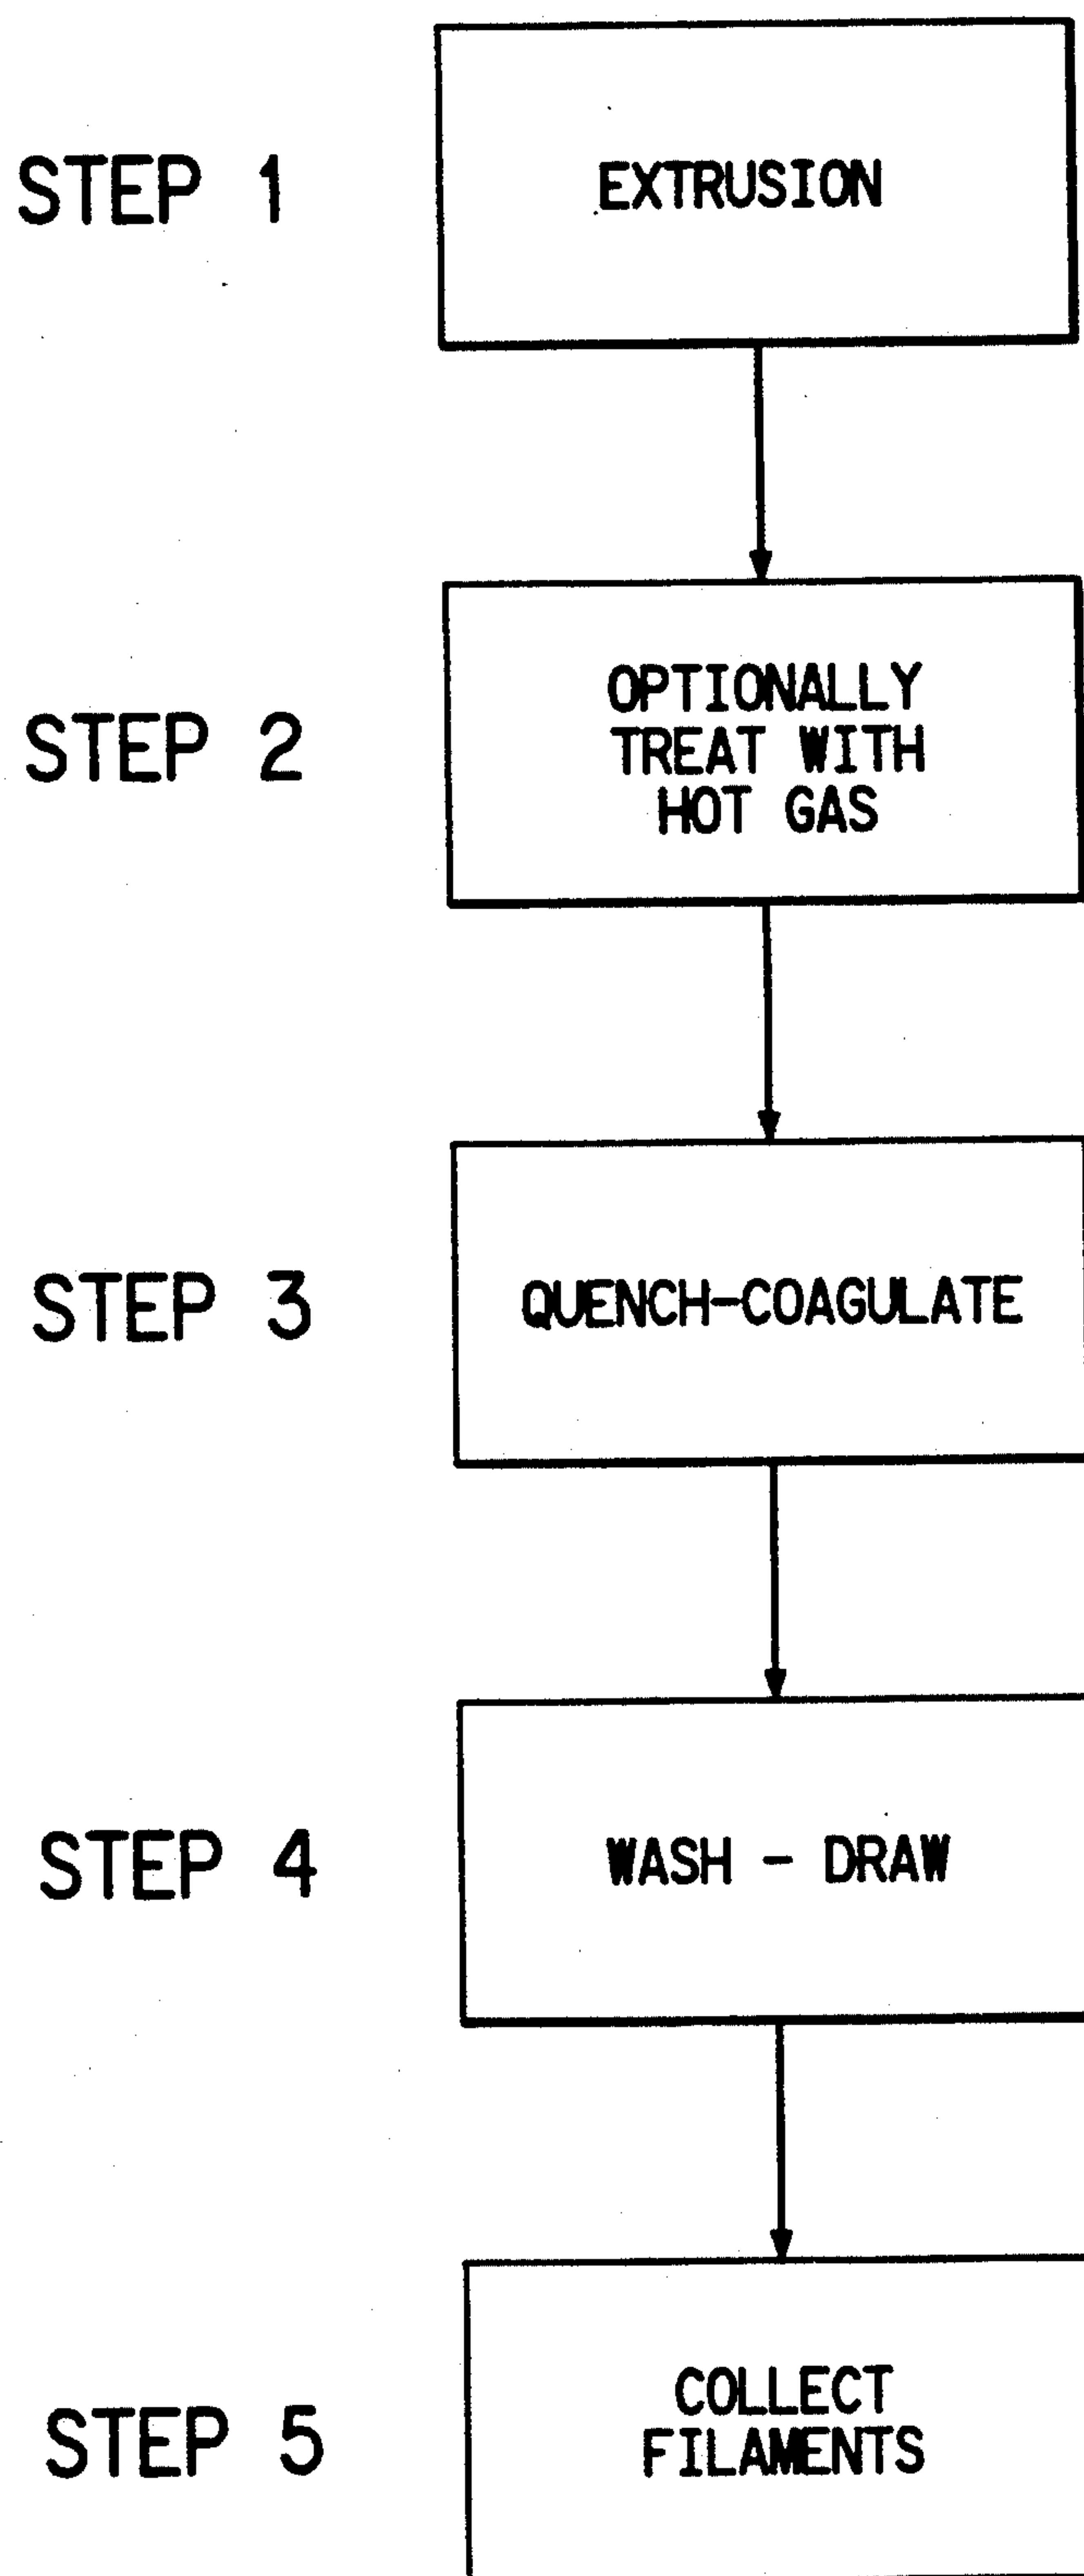 STEP 1
EXTRUSION
STEP 2
OPTIONALLY
TREAT WITH
HOT GAS
STEP 3
QUENCH-COAGULATE
STEP 4
WASH - DRAW
STEP 5
COLLECT
FILAMENTS